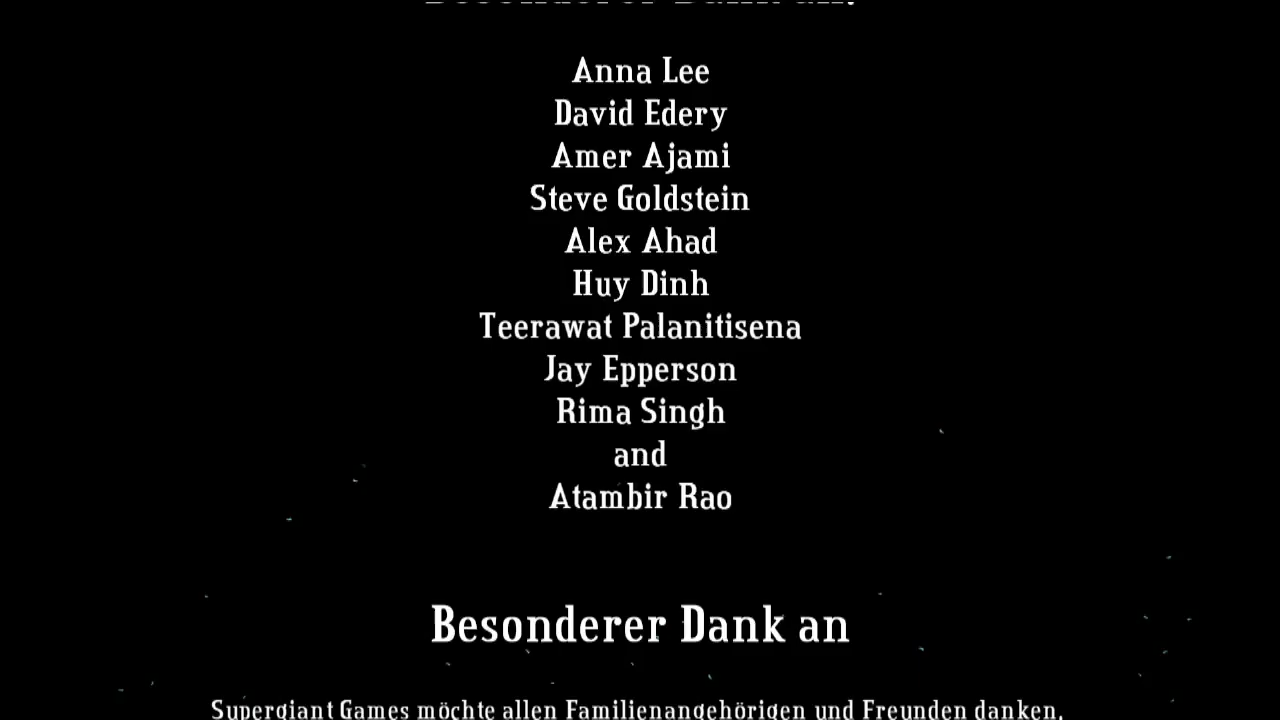 Anna Lee
David Edery
Amer Ajami
Steve Goldstein
Alex Ahad
Huy Dinh
Teerawat Palanitisena
Jay Epperson
Rima Singh
and
Atambir Rao
Besonderer Dank an
Supergiant Games möchte allen Familienangehörigen und Freunden danken,